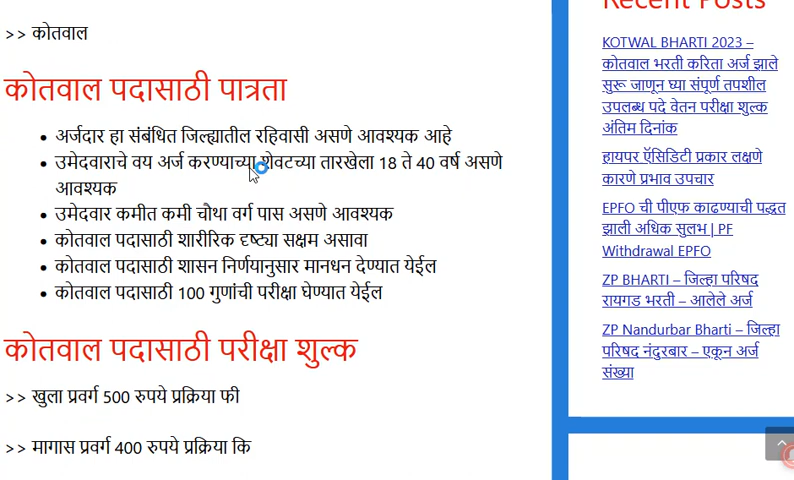 >> कोतवाल
कोतवाल पदासाठी पात्रता
अर्जदार हा संबंधित जिल्ह्यातील रहिवासी असणे आवश्यक आहे
उमेदवाराचे वय अर्ज करण्याच्या शेवटच्या तारखेला 18 ते 40 वर्ष असणे
आवश्यक
उमेदवार कमीत कमी चौथा वर्ग पास असणे आवश्यक
कोतवाल पदासाठी शारीरिक दृष्ट्या सक्षम असावा
कोतवाल पदासाठी शासन निर्णयानुसार मानधन देण्यात येईल
कोतवाल पदासाठी 100 गुणांची परीक्षा घेण्यात येईल
कोतवाल पदासाठी परीक्षा शुल्क
>> खुला प्रवर्ग 500 रुपये प्रक्रिया फी
>> मागास प्रवर्ग 400 रुपये प्रक्रिया कि
Recent Posts
KOTWAL BHARTI 2023 –
कोतवाल भरती करिता अर्ज झाले
सुरू जाणून घ्या संपूर्ण तपशील
उपलब्ध पदे वेतन परीक्षा शुल्क
अंतिम दिनांक
हायपर ऍसिडिटी प्रकार लक्षणे
कारणे प्रभाव उपचार
EPFO ची पीएफ काढण्याची पद्धत
झाली अधिक सुलभ | PF
Withdrawal EPFO
ZP BHARTI – जिल्हा परिषद
रायगड भरती – आलेले अर्ज
ZP Nandurbar Bharti – जिल्हा
परिषद नंदुरबार – एकून अर्ज
संख्या